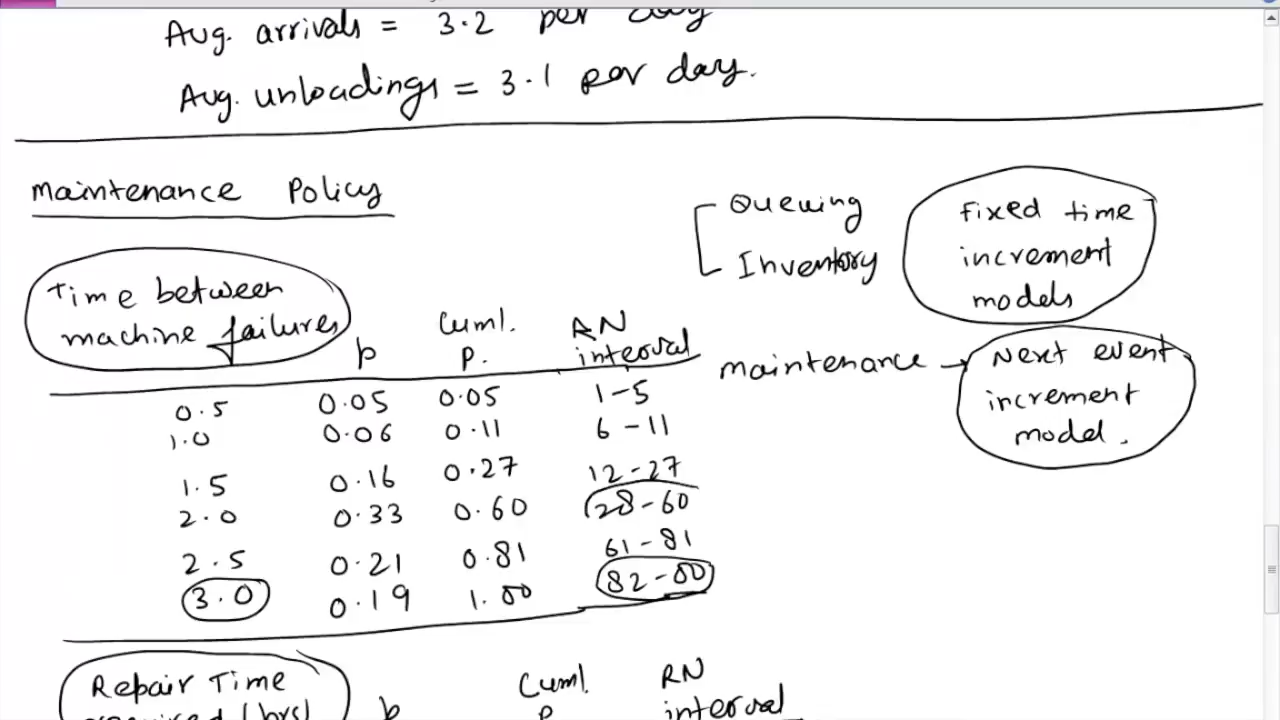 Avg. arrivals = 3.2 per day
Avg. unloadings = 3.1 per day.
Maintenance Policy
Queuing
Inventory
Fixed time
increment
models
Time between
machine failures
p
Cuml.
p.
RN
interval
maintenance →
Next event
increment
model.
0.5 0.05 0.05 1-5
1.0 0.06 0.11 6-11
1.5 0.16 0.27 12-27
2.0 0.33 0.60 28-60
2.5 0.21 0.81 61-81
3.0 0.19 1.00 82-00
Repair Time
required (hrs)
p
Cuml.
p
RN
interval